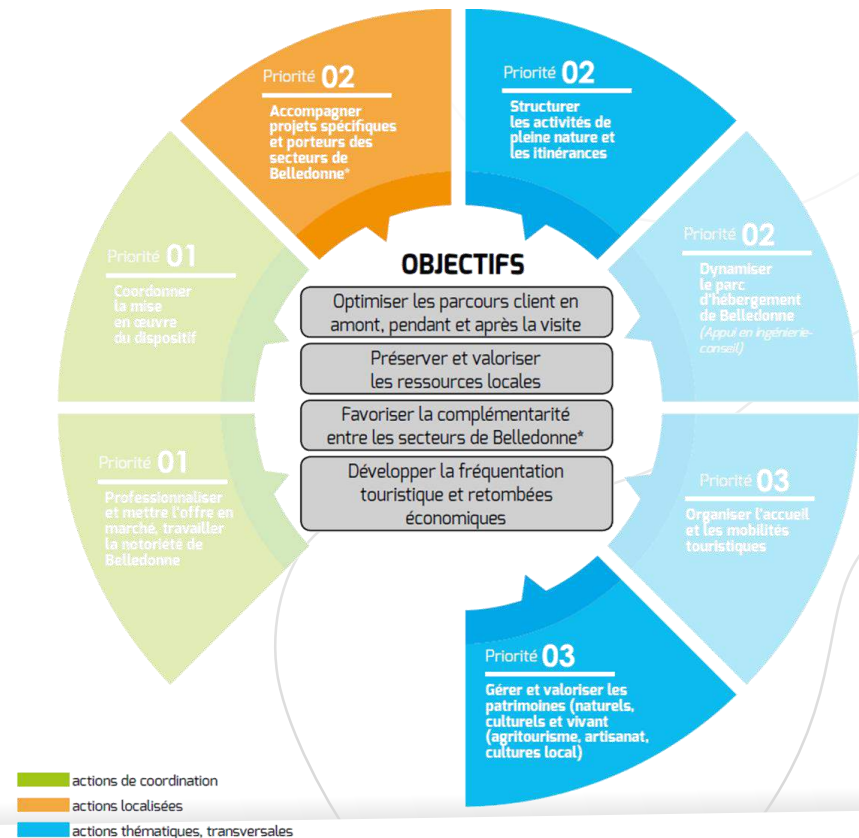 Priorité 02
Accompagner
projets spécifiques
et porteurs des
secteurs de
Belledonne*
Priorité 02
Structurer
les activités de
pleine nature et
les itinérances
Priorité 01
Coordonner
la mise
en œuvre
du dispositif
Priorité 02
Dynamiser
le parc
d'hébergement
de Belledonne
(Appui en ingénierie-
conseil)
OBJECTIFS
Optimiser les parcours client en
amont, pendant et après la visite
Préserver et valoriser
les ressources locales
Favoriser la complémentarité
entre les secteurs de Belledonne*
Développer la fréquentation
touristique et retombées
économiques
Priorité 01
Professionnaliser
et mettre l'offre en
marché, travailler
la notoriété de
Belledonne
Priorité 03
Organiser l'accueil
et les mobilités
touristiques
Priorité 03
Gérer et valoriser les
patrimoines (naturels,
culturels et vivant
(agritourisme, artisanat,
cultures local)
actions de coordination
actions localisées
actions thématiques, transversales